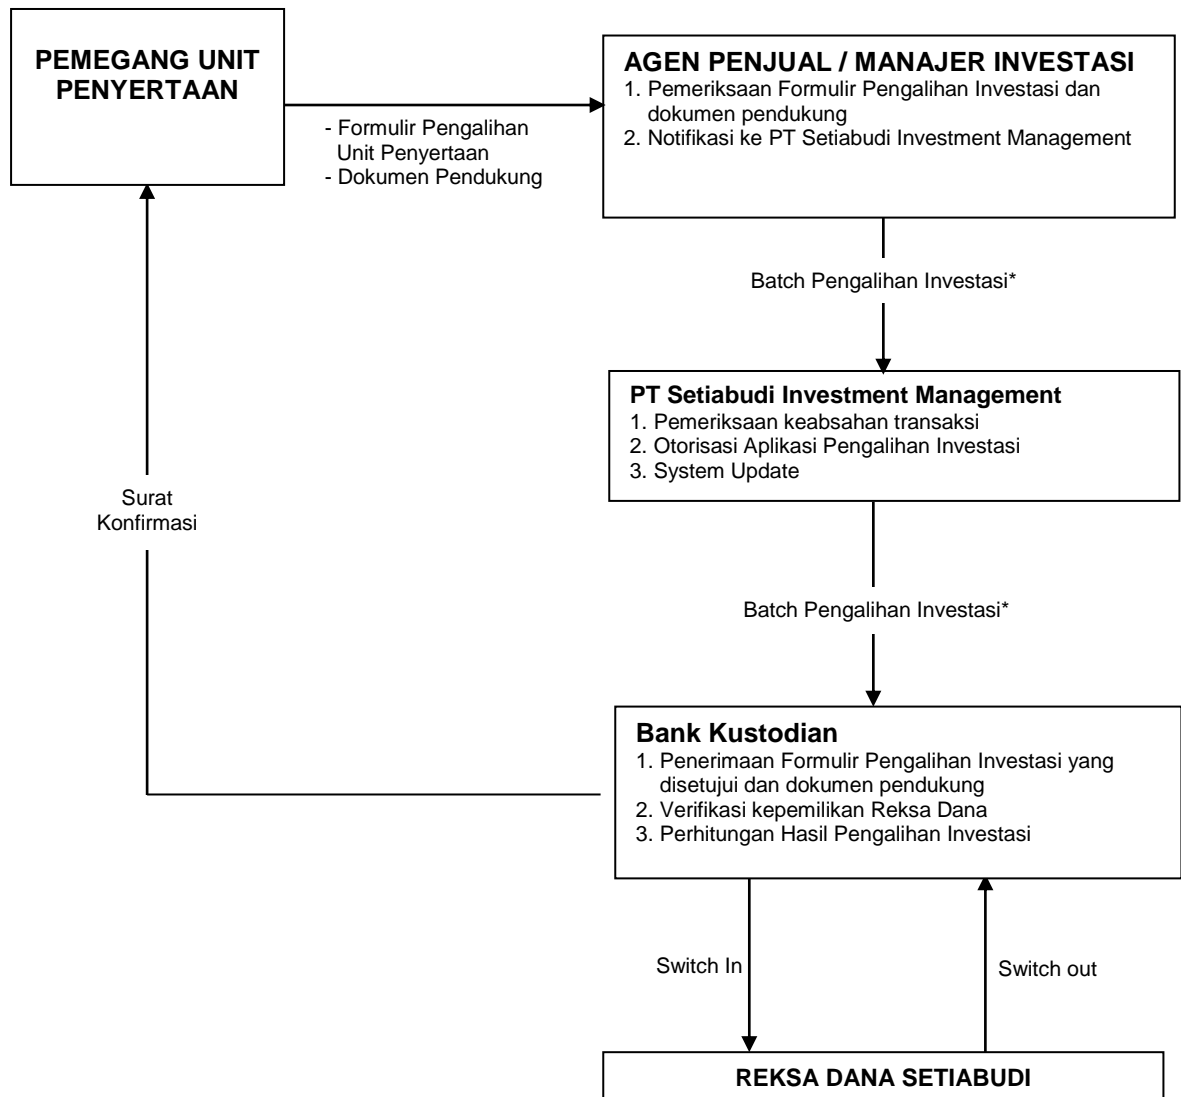 PEMEGANG UNIT
PENYERTAAN
AGEN PENJUAL / MANAJER INVESTASI
1. Pemeriksaan Formulir Pengalihan Investasi dan
dokumen pendukung
2. Notifikasi ke PT Setiabudi Investment Management
- Formulir Pengalihan
Unit Penyertaan
- Dokumen Pendukung
Batch Pengalihan Investasi*
PT Setiabudi Investment Management
1. Pemeriksaan keabsahan transaksi
2. Otorisasi Aplikasi Pengalihan Investasi
3. System Update
Surat
Konfirmasi
Batch Pengalihan Investasi*
Bank Kustodian
1. Penerimaan Formulir Pengalihan Investasi yang
disetujui dan dokumen pendukung
2. Verifikasi kepemilikan Reksa Dana
3. Perhitungan Hasil Pengalihan Investasi
Switch In
Switch out
REKSA DANA SETIABUDI